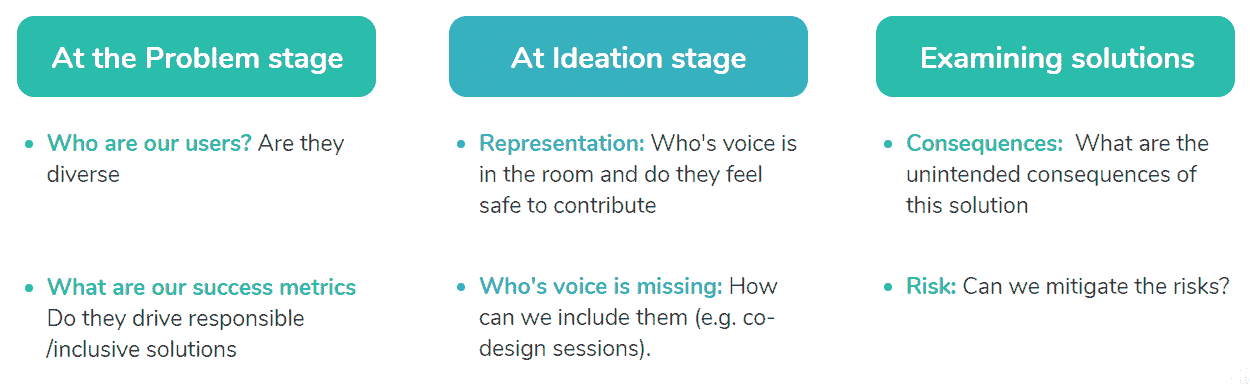 At the Problem stage
Who are our users? Are they
diverse
What are our success metrics
Do they drive responsible
/inclusive solutions
At Ideation stage
Representation: Who's voice is
in the room and do they feel
safe to contribute
Who's voice is missing: How
can we include them (e.g. co-
design sessions).
Examining solutions
Consequences:  What are the
unintended consequences of
this solution
Risk: Can we mitigate the risks?